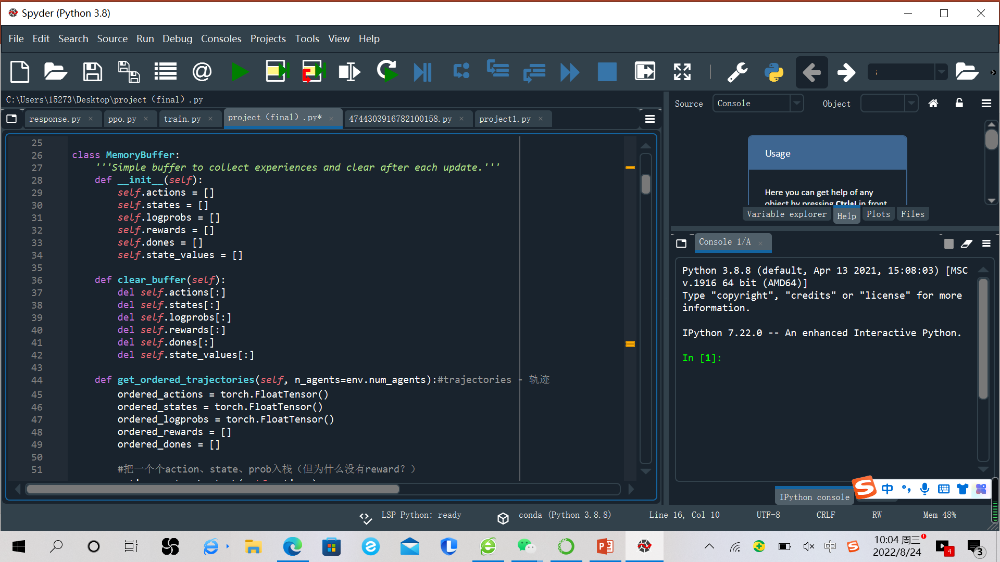 Spyder (Python 3.8)
File Edit Search Source Run Debug Consoles Projects Tools View Help
C:\Users\15273\Desktop\project（final）.py
response.py ppo.py train.py project（final）.py* 4744303916782100158.py project1.py
25
26 class MemoryBuffer:
27 '''Simple buffer to collect experiences and clear after each update.'''
28 def __init__(self):
29 self.actions = []
30 self.states = []
31 self.logprobs = []
32 self.rewards = []
33 self.dones = []
34 self.state_values = []
35
36 def clear_buffer(self):
37 del self.actions[:]
38 del self.states[:]
39 del self.logprobs[:]
40 del self.rewards[:]
41 del self.dones[:]
42 del self.state_values[:]
43
44 def get_ordered_trajectories(self, n_agents=env.num_agents):#trajectories - 轨迹
45 ordered_actions = torch.FloatTensor()
46 ordered_states = torch.FloatTensor()
47 ordered_logprobs = torch.FloatTensor()
48 ordered_rewards = []
49 ordered_dones = []
50
51 #把一个个action、state、prob入栈（但为什么没有reward？）
Source Console Object
Usage
Here you can get help of any
object by pressing Ctrl+I in front
Variable explorer Help Plots Files
Console 1/A
Python 3.8.8 (default, Apr 13 2021, 15:08:03) [MSC
v.1916 64 bit (AMD64)]
Type "copyright", "credits" or "license" for more
information.
IPython 7.22.0 -- An enhanced Interactive Python.
In [1]:
IPython console
中
LSP Python: ready conda (Python 3.8.8) Line 16, Col 10 UTF-8 CRLF RW Mem 48%
中 10:04 周三 1
2022/8/24 4 3